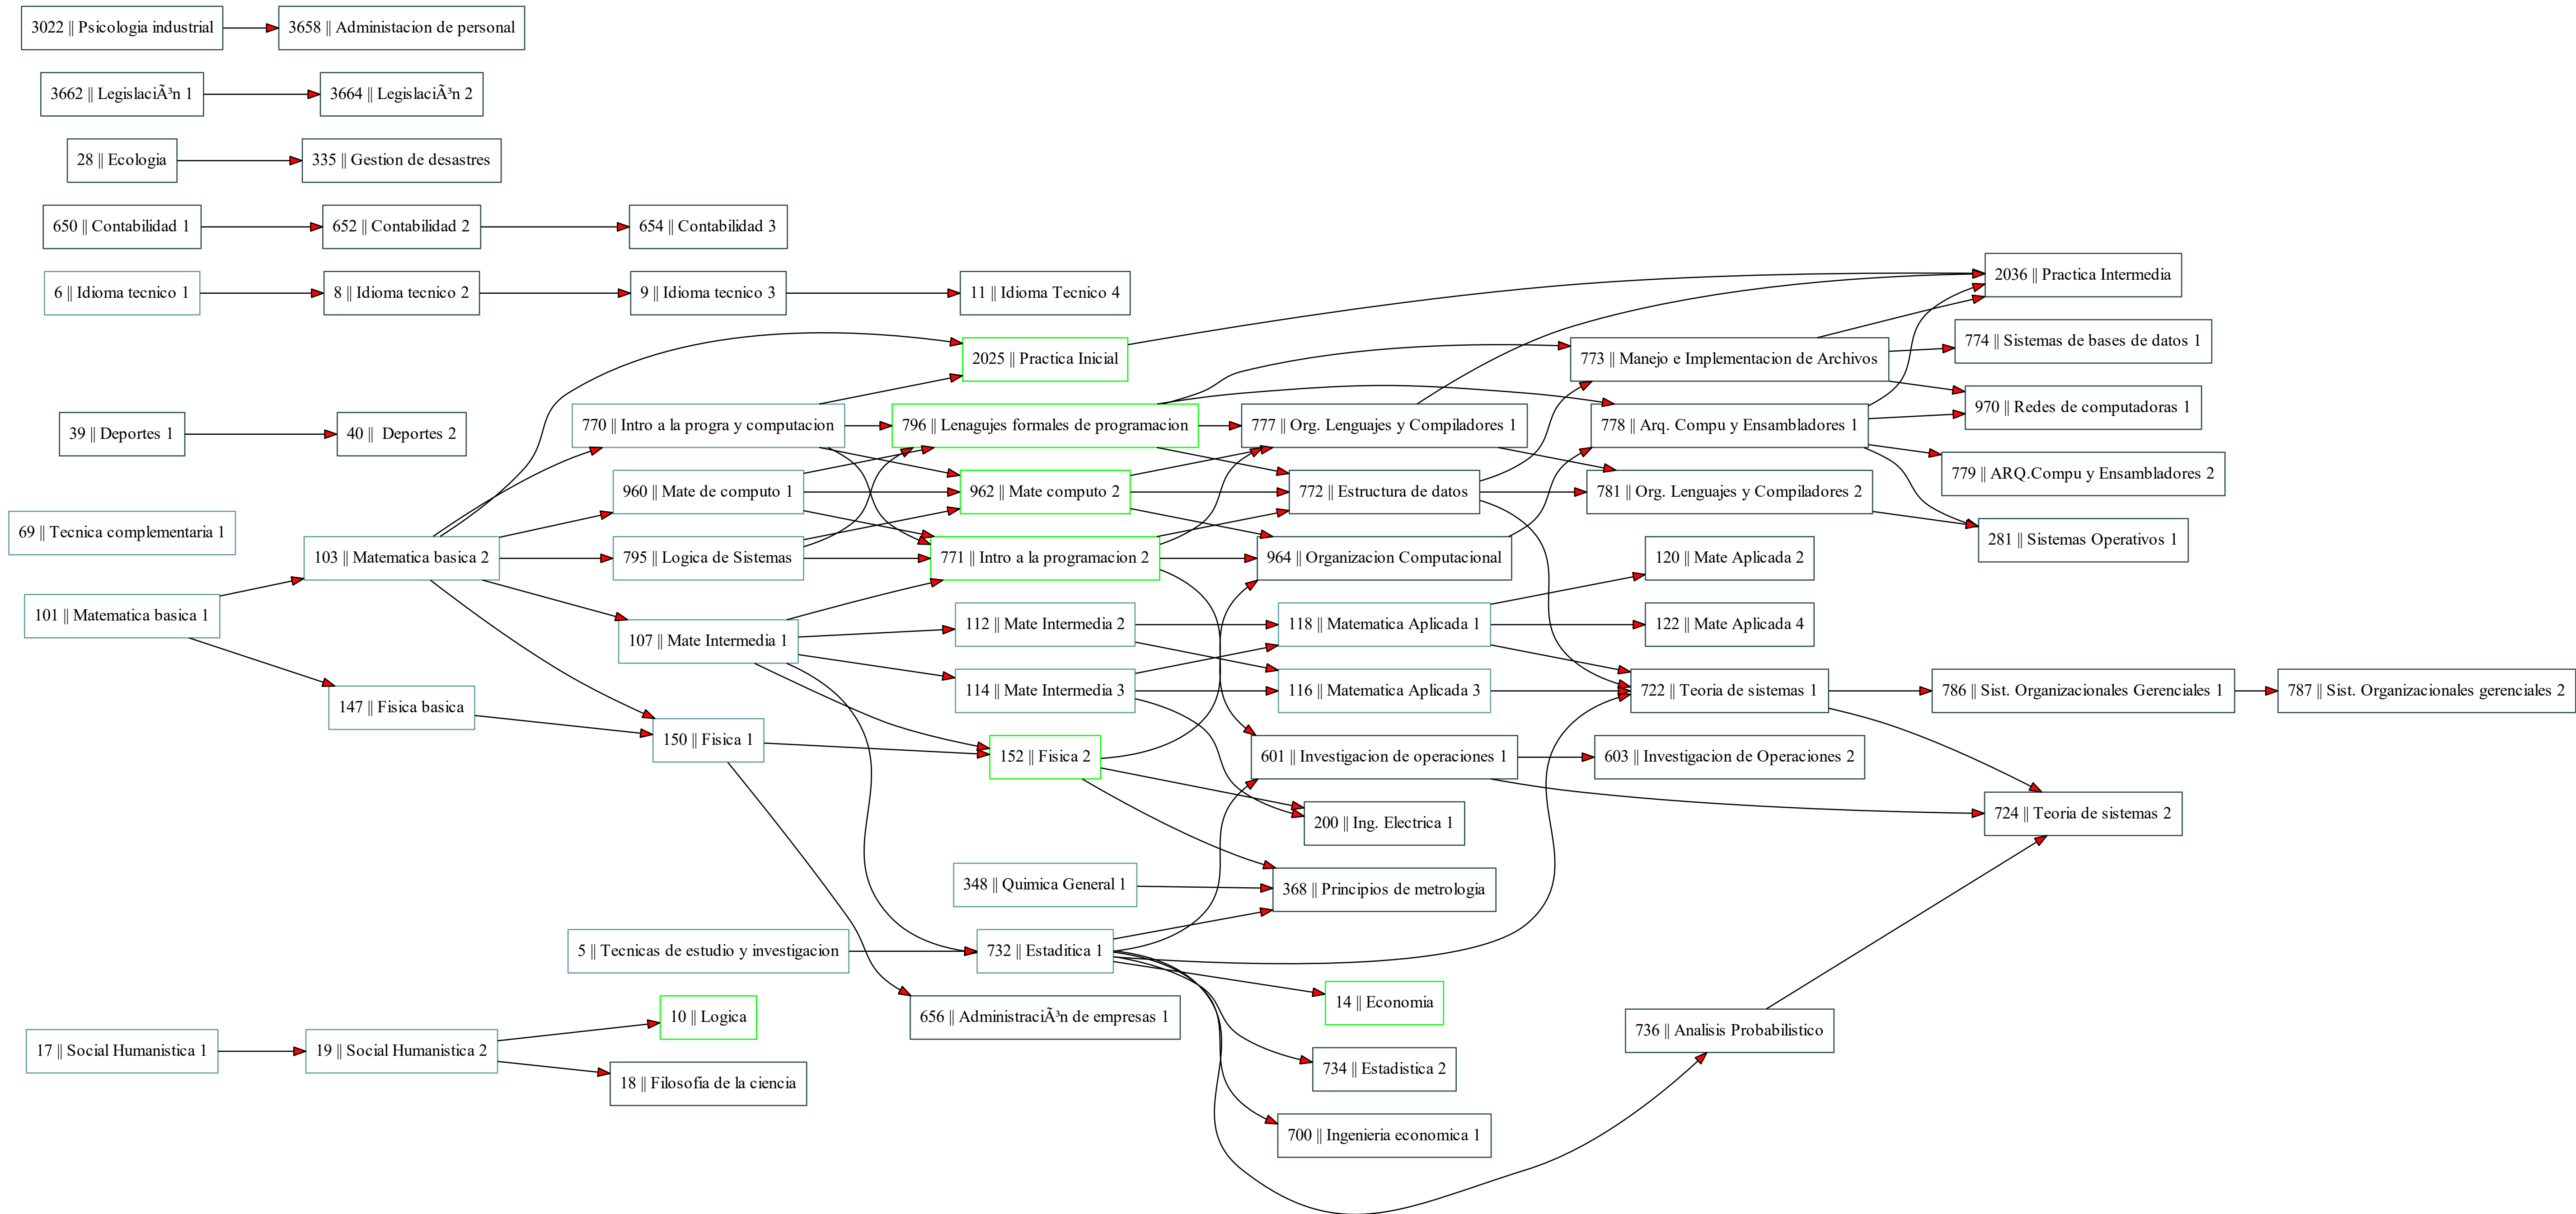 3022 || Psicologia industrial
3658 || Administacion de personal
3662 || LegislaciÃ³n 1
3664 || LegislaciÃ³n 2
28 || Ecologia
335 || Gestion de desastres
650 || Contabilidad 1
652 || Contabilidad 2
654 || Contabilidad 3
6 || Idioma tecnico 1
8 || Idioma tecnico 2
9 || Idioma tecnico 3
11 || Idioma Tecnico 4
2036 || Practica Intermedia
2025 || Practica Inicial
773 || Manejo e Implementacion de Archivos
774 || Sistemas de bases de datos 1
39 || Deportes 1
40 ||  Deportes 2
770 || Intro a la progra y computacion
796 || Lenagujes formales de programacion
777 || Org. Lenguajes y Compiladores 1
778 || Arq. Compu y Ensambladores 1
970 || Redes de computadoras 1
960 || Mate de computo 1
962 || Mate computo 2
772 || Estructura de datos
781 || Org. Lenguajes y Compiladores 2
779 || ARQ.Compu y Ensambladores 2
69 || Tecnica complementaria 1
103 || Matematica basica 2
795 || Logica de Sistemas
771 || Intro a la programacion 2
964 || Organizacion Computacional
120 || Mate Aplicada 2
281 || Sistemas Operativos 1
101 || Matematica basica 1
107 || Mate Intermedia 1
112 || Mate Intermedia 2
118 || Matematica Aplicada 1
122 || Mate Aplicada 4
147 || Fisica basica
114 || Mate Intermedia 3
116 || Matematica Aplicada 3
722 || Teoria de sistemas 1
786 || Sist. Organizacionales Gerenciales 1
787 || Sist. Organizacionales gerenciales 2
150 || Fisica 1
152 || Fisica 2
601 || Investigacion de operaciones 1
603 || Investigacion de Operaciones 2
200 || Ing. Electrica 1
724 || Teoria de sistemas 2
348 || Quimica General 1
368 || Principios de metrologia
5 || Tecnicas de estudio y investigacion
732 || Estaditica 1
14 || Economia
10 || Logica
656 || AdministraciÃ³n de empresas 1
736 || Analisis Probabilistico
17 || Social Humanistica 1
19 || Social Humanistica 2
18 || Filosofia de la ciencia
734 || Estadistica 2
700 || Ingenieria economica 1